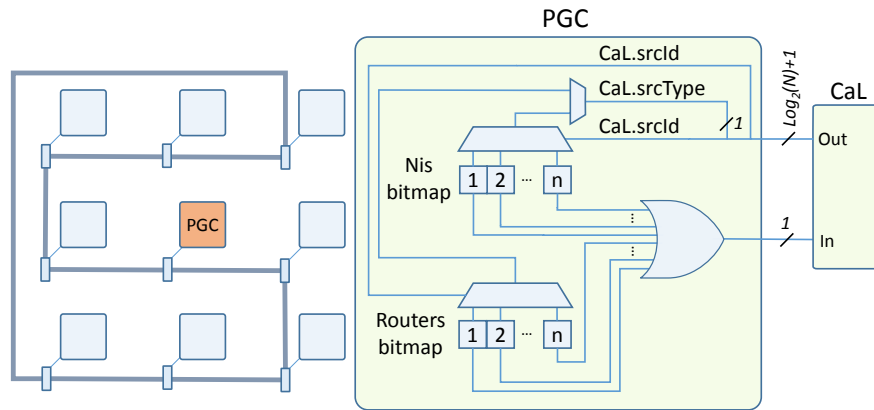 PGC
PGC
CaL.srcId
CaL.srcType
1
CaL.srcId
Log2(N)+1
CaL
Out
In
1
Nis
bitmap
1 2 ... n
...
...
Routers
bitmap
1 2 ... n